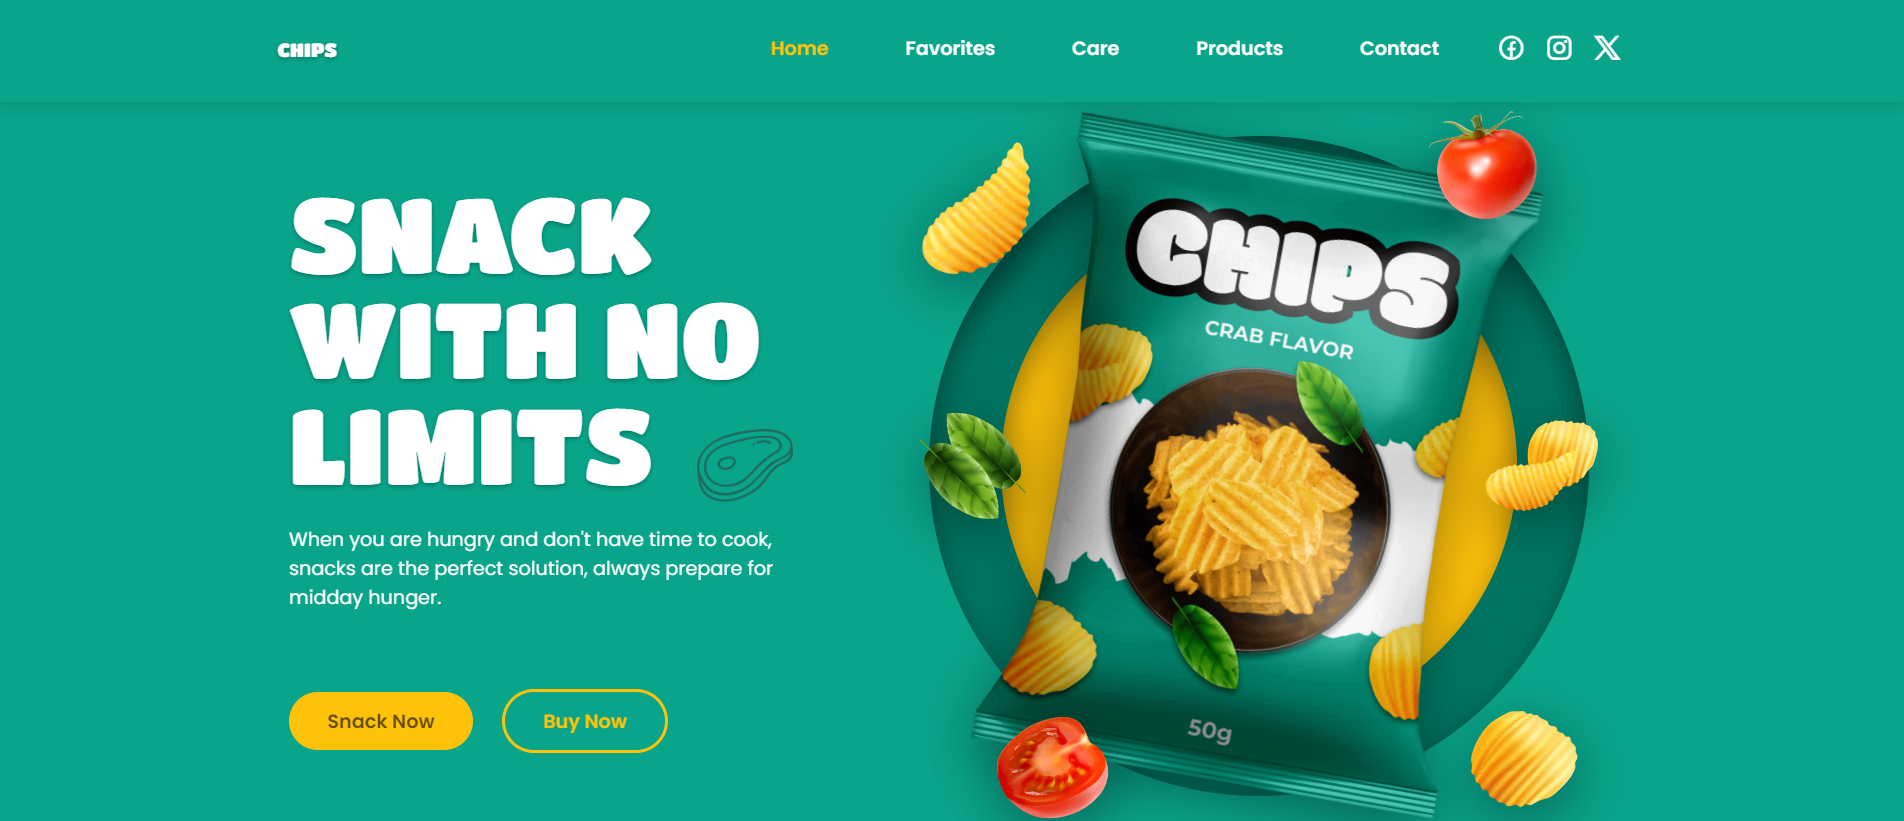 CHIPS
Home Favorites Care Products Contact
SNACK
WITH NO
LIMITS
When you are hungry and don't have time to cook,
snacks are the perfect solution, always prepare for
midday hunger.
Snack Now Buy Now
CHIPS
CRAB FLAVOR
50g